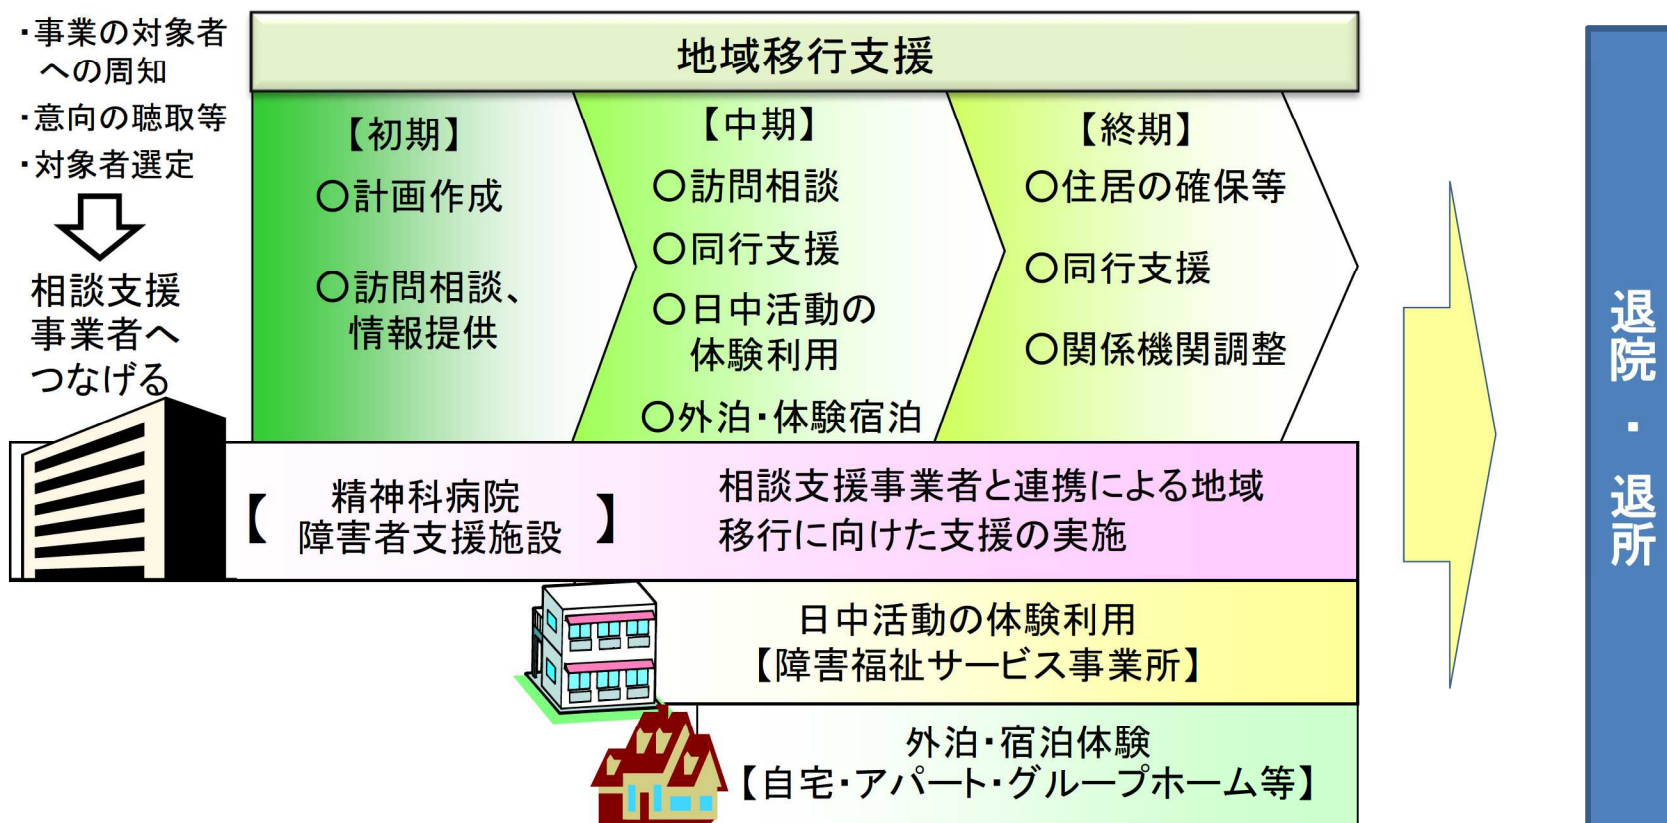 ・事業の対象者
への周知
・意向の聴取等
・対象者選定
相談支援
事業者へ
つなげる
地域移行支援
【初期】
○計画作成
○訪問相談、
情報提供
【中期】
○訪問相談
○同行支援
○日中活動の
体験利用
○外泊・体験宿泊
【終期】
○住居の確保等
○同行支援
○関係機関調整
【 精神科病院
障害者支援施設 】
相談支援事業者と連携による地域
移行に向けた支援の実施
日中活動の体験利用
【障害福祉サービス事業所】
外泊・宿泊体験
【自宅・アパート・グループホーム等】
退院・退所